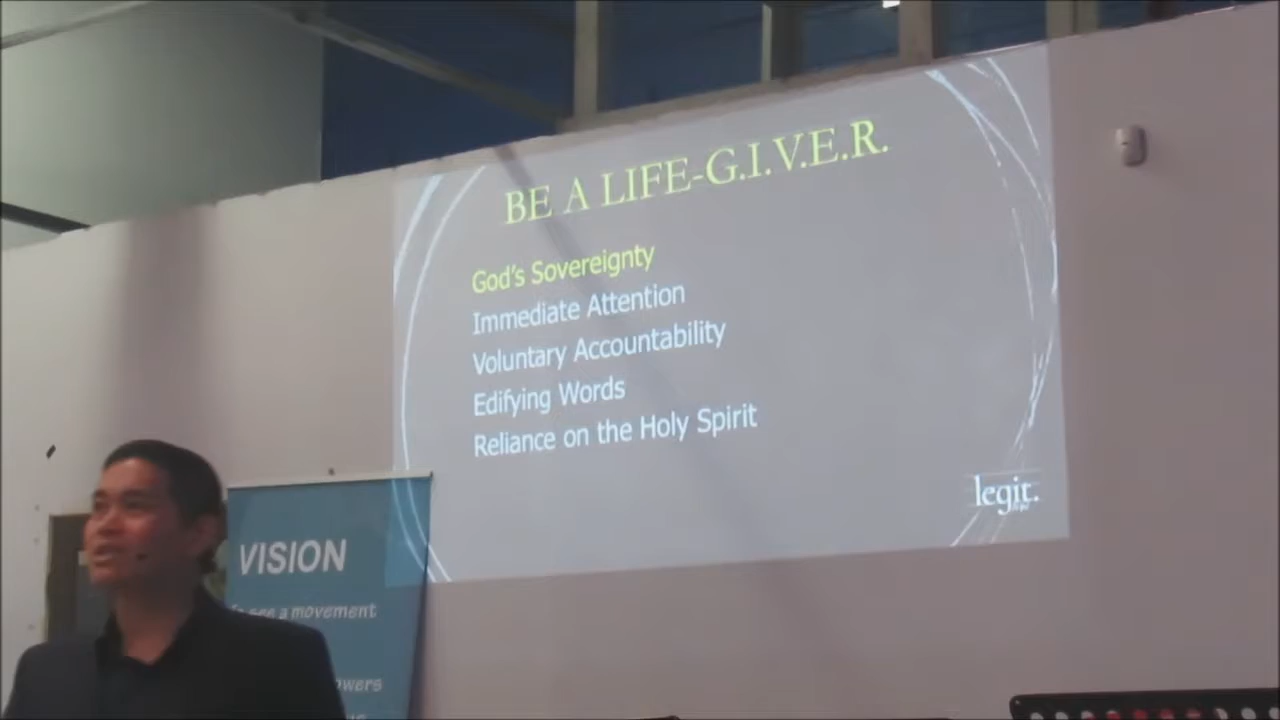 BE A LIFE-G.I.V.E.R.
God's Sovereignty
Immediate Attention
Voluntary Accountability
Edifying Words
Reliance on the Holy Spirit
legit.
VISION
see a movement